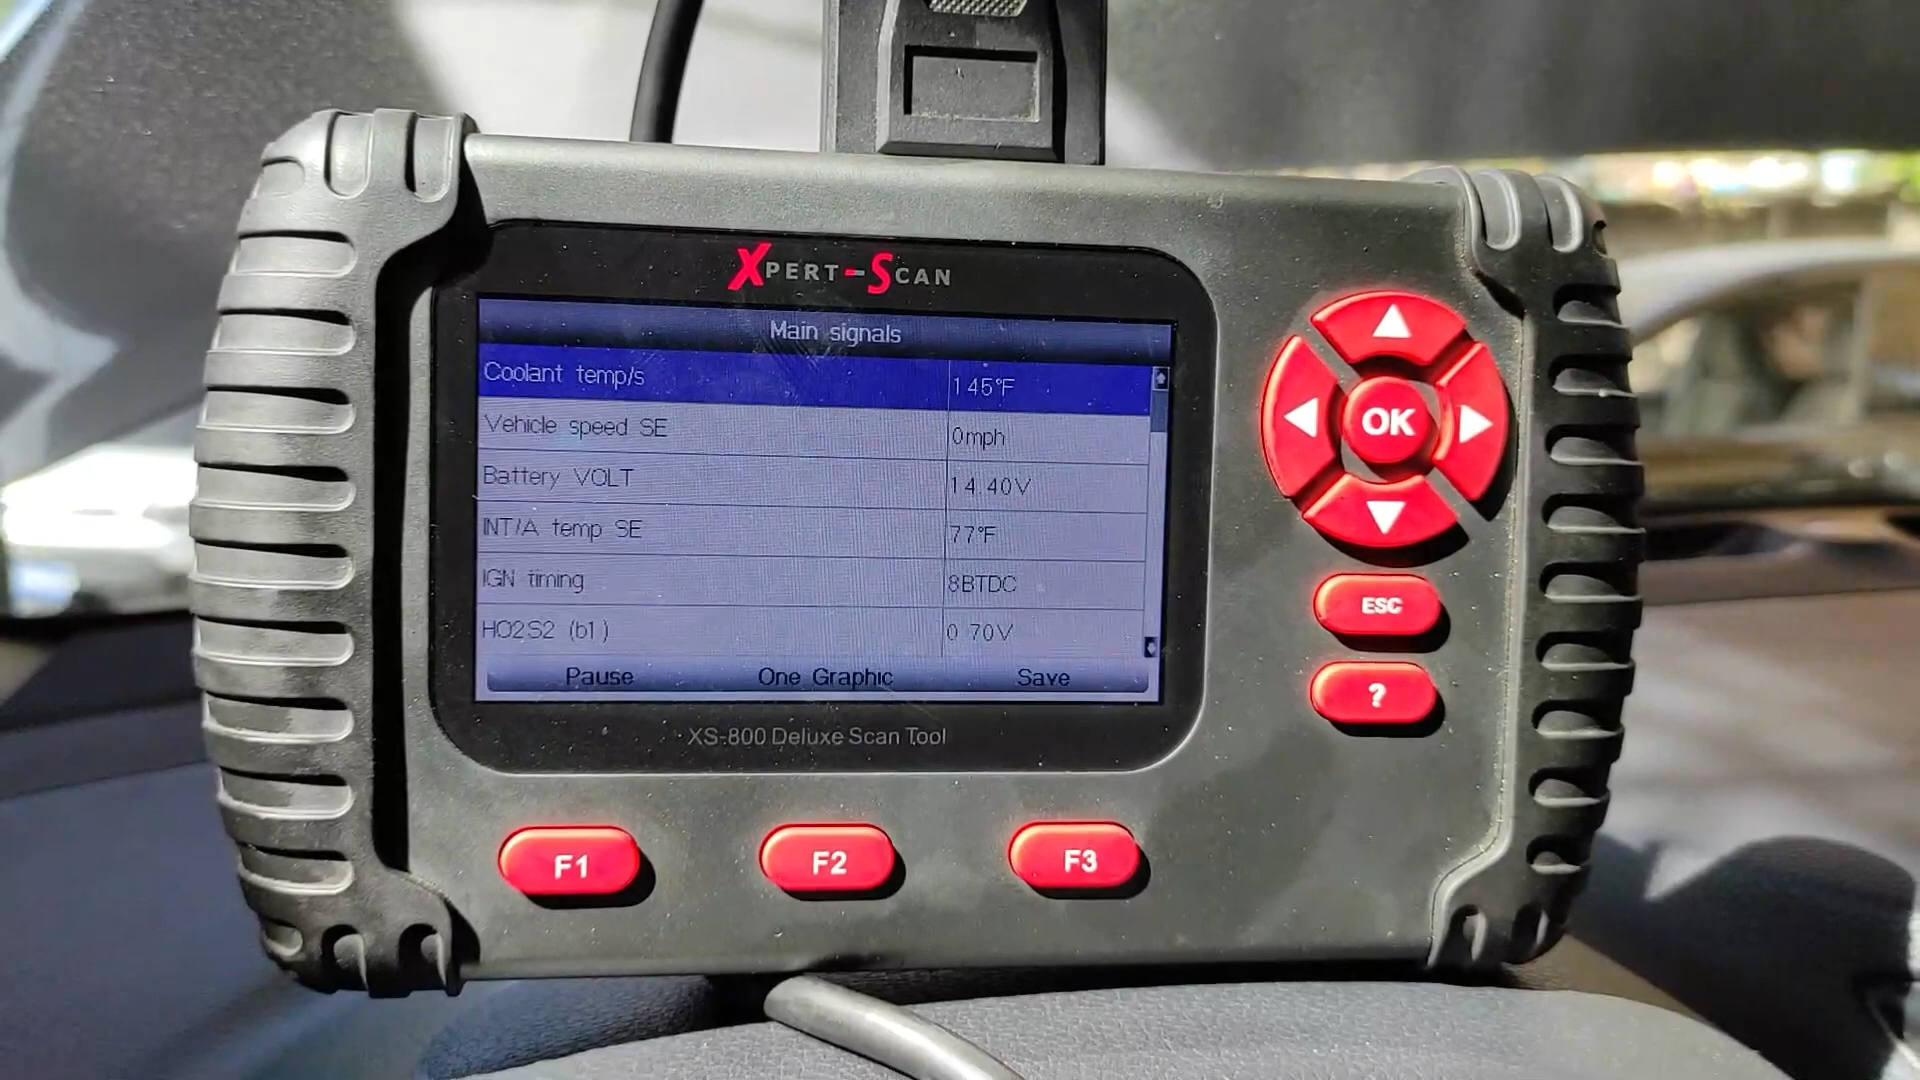 XPERT-SCAN
Main signals
Coolant temp/s 145°F
Vehicle speed SE 0mph
Battery VOLT 14.40V
INT/A temp SE 77°F
IGN timing 8BTDC
HO2S2 (b1) 0.70V
Pause One Graphic Save
XS-800 Deluxe Scan Tool
OK
ESC
?
F1 F2 F3